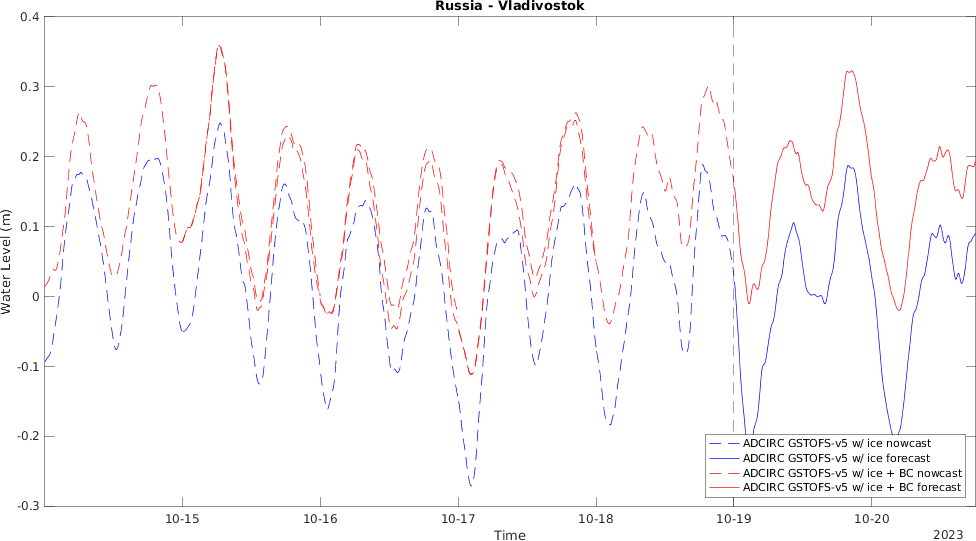 Russia - Vladivostok
0.4
0.3
0.2
0.1
0
-0.1
-0.2
-0.3
Water Level (m)
ADCIRC GSTOFS-v5 w/ ice nowcast
ADCIRC GSTOFS-v5 w/ ice forecast
ADCIRC GSTOFS-v5 w/ ice + BC nowcast
ADCIRC GSTOFS-v5 w/ ice + BC forecast
10-15 10-16 10-17 10-18 10-19 10-20
Time
2023